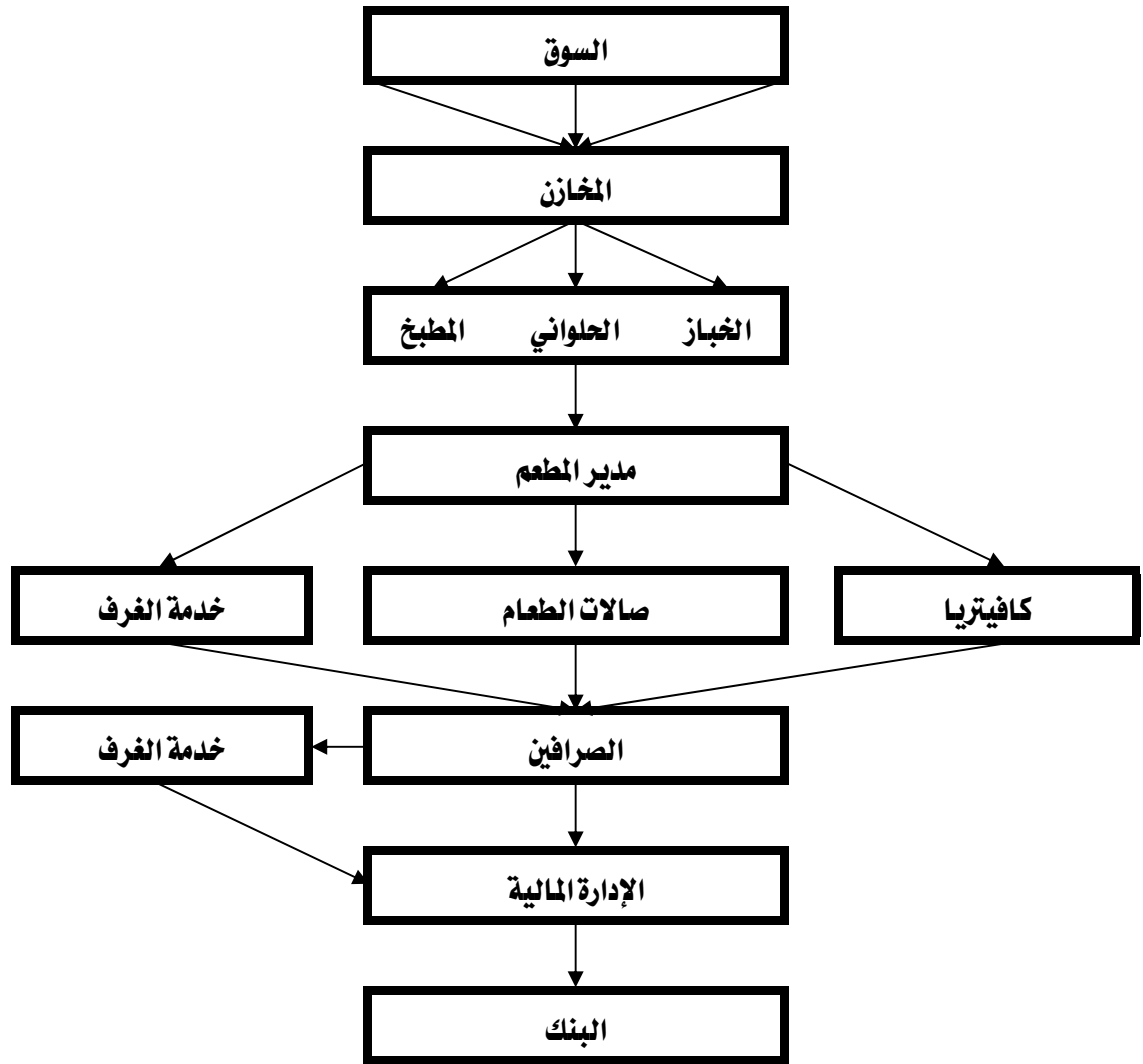 السوق
المخازن
الخباز الحلواني المطبخ
مدير المطعم
كافيتريا صالات الطعام خدمة الغرف
الصرافين خدمة الغرف
الإدارة المالية
البنك